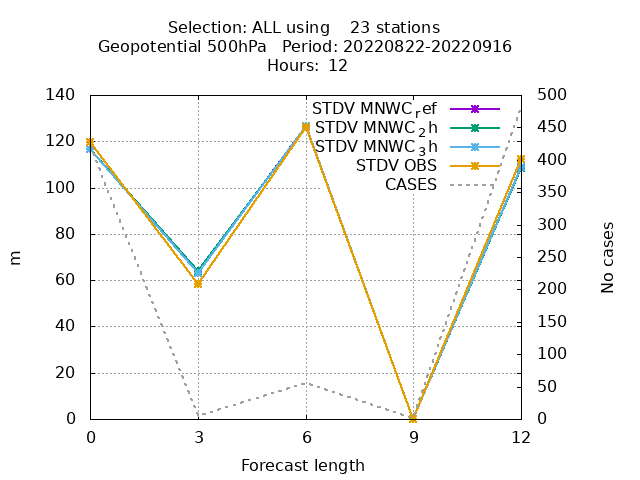 Selection: ALL using    23 stations
Geopotential 500hPa   Period: 20220822-20220916
Hours: 12
STDV MNWC_ref
STDV MNWC_2h
STDV MNWC_3h
STDV OBS
CASES
140
120
100
80
60
40
20
0
m
500
450
400
350
300
250
200
150
100
50
0
No cases
0 3 6 9 12
Forecast length